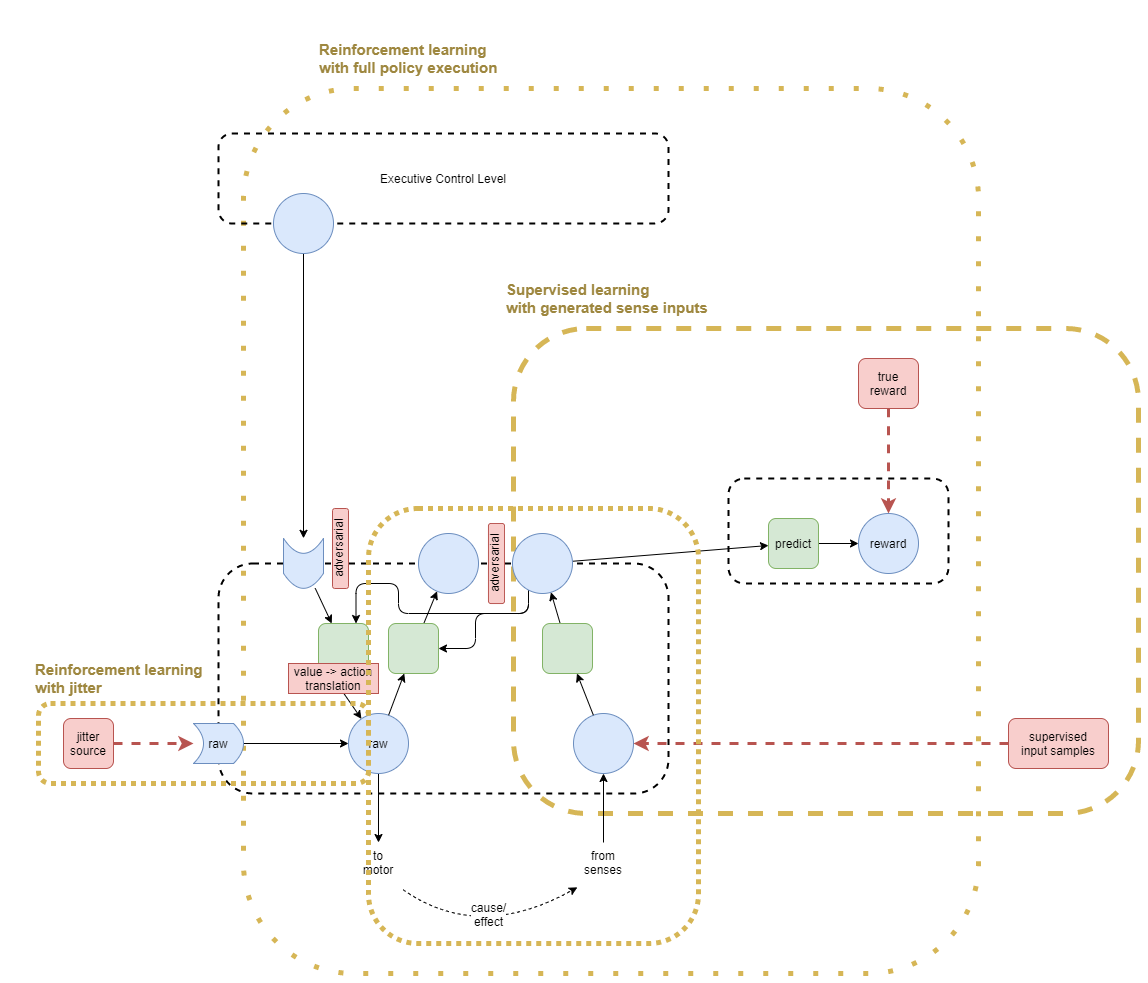 Reinforcement learning
with full policy execution
Executive Control Level
Supervised learning
with generated sense inputs
true
reward
adversarial
adversarial
predict
reward
Reinforcement learning
with jitter
value -> action
translation
jitter
source
raw
raw
supervised
input samples
to
motor
from
senses
cause/
effect